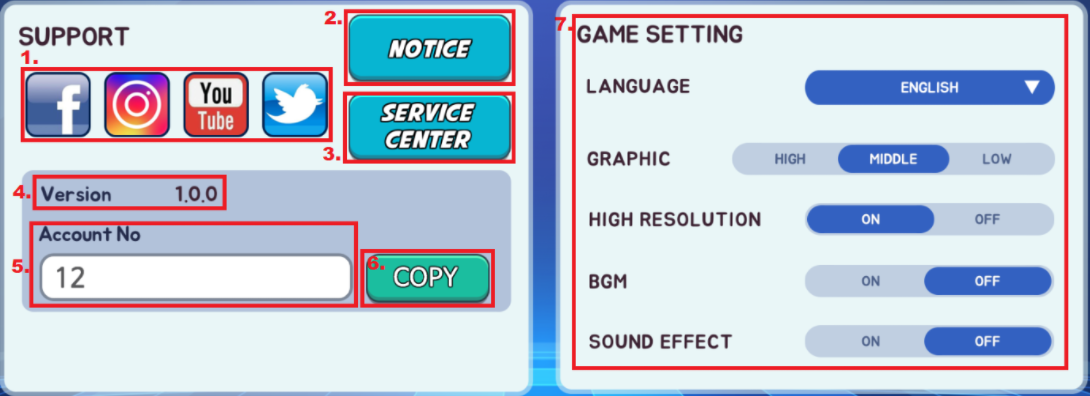 SUPPORT
1.
f
You
Tube
2.
NOTICE
3.
SERVICE
CENTER
4.
Version 1.0.0
5.
Account No
12
6.
COPY
7.
GAME SETTING
LANGUAGE ENGLISH
GRAPHIC HIGH MIDDLE LOW
HIGH RESOLUTION ON OFF
BGM ON OFF
SOUND EFFECT ON OFF